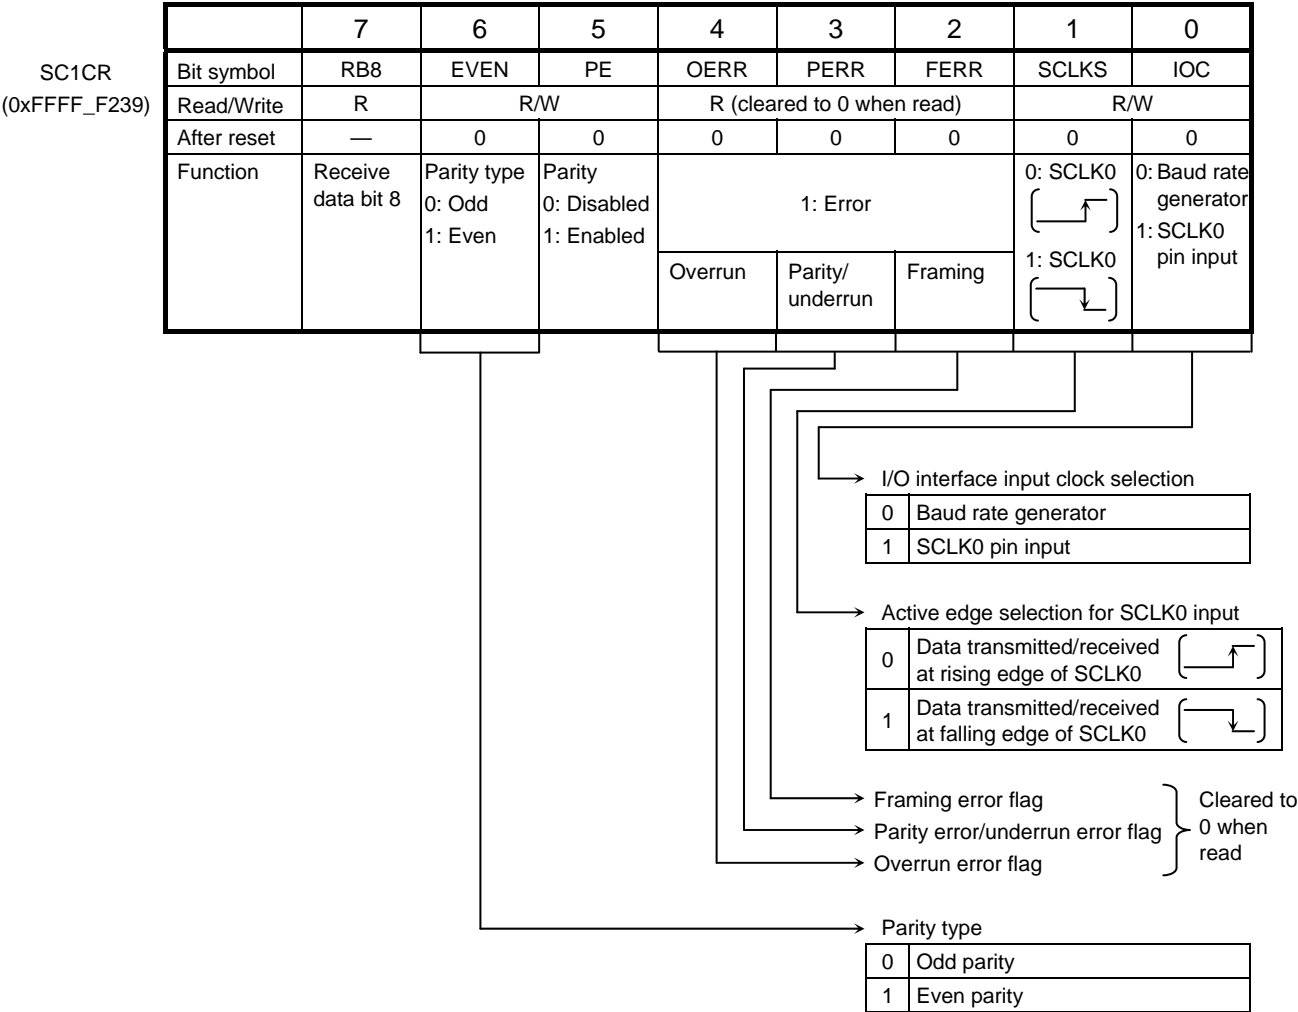 7 6 5 4 3 2 1 0
SC1CR
(0xFFFF_F239)
Bit symbol RB8 EVEN PE OERR PERR FERR SCLKS IOC
Read/Write R R/W R (cleared to 0 when read) R/W
After reset — 0 0 0 0 0 0 0
Function
Receive
data bit 8
Parity type
0: Odd
1: Even
Parity
0: Disabled
1: Enabled
1: Error
Overrun
Parity/
underrun
Framing
0: SCLK0
1: SCLK0
0: Baud rate
generator
1: SCLK0
pin input
I/O interface input clock selection
0 Baud rate generator
1 SCLK0 pin input
Active edge selection for SCLK0 input
0 Data transmitted/received
at rising edge of SCLK0
1 Data transmitted/received
at falling edge of SCLK0
Framing error flag
Parity error/underrun error flag
Overrun error flag
Cleared to
0 when
read
Parity type
0 Odd parity
1 Even parity